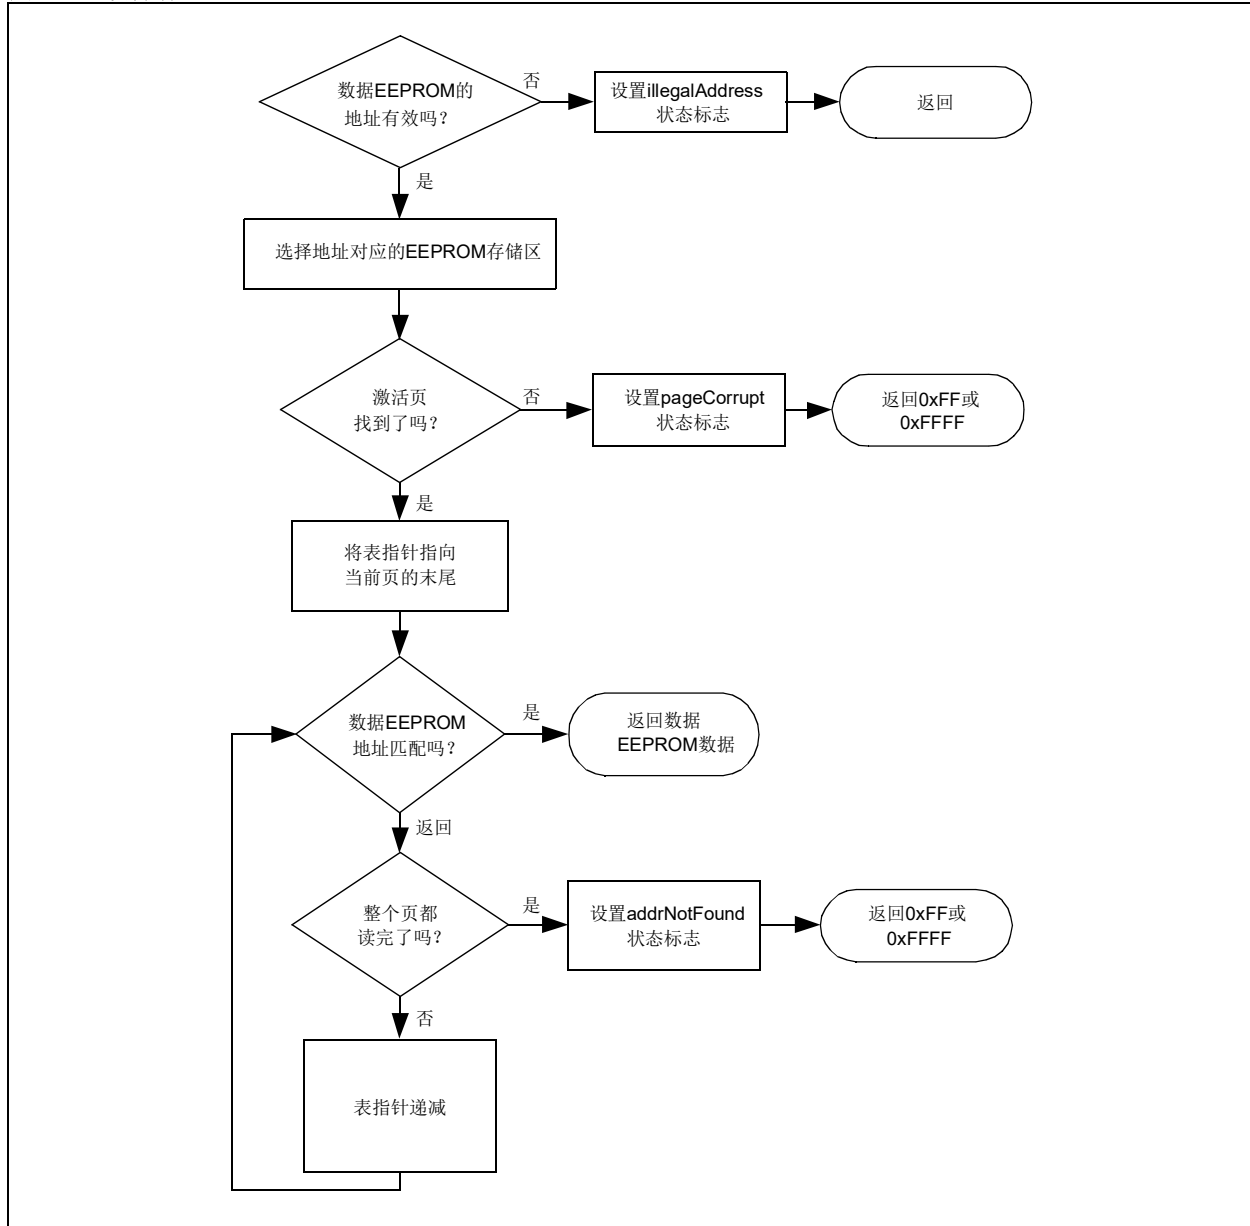 数据EEPROM的
地址有效吗？
否
设置illegalAddress
状态标志
返回
是
选择地址对应的EEPROM存储区
激活页
找到了吗？
否
设置pageCorrupt
状态标志
返回0xFF或
0xFFFF
是
将表指针指向
当前页的末尾
数据EEPROM
地址匹配吗？
是
返回数据
EEPROM数据
返回
整个页都
读完了吗？
是
设置addrNotFound
状态标志
返回0xFF或
0xFFFF
否
表指针递减